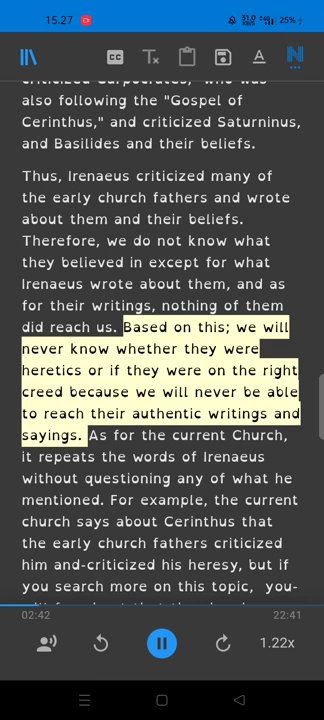 15.27
31.0
KB/S
25%
CC
also following the "Gospel of
Cerinthus," and criticized Saturninus,
and Basilides and their beliefs.
Thus, Irenaeus criticized many of
the early church fathers and wrote
about them and their beliefs.
Therefore, we do not know what
they believed in except for what
Irenaeus wrote about them, and as
for their writings, nothing of them
did reach us. Based on this; we will
never know whether they were
heretics or if they were on the right
creed because we will never be able
to reach their authentic writings and
sayings. As for the current Church,
it repeats the words of Irenaeus
without questioning any of what he
mentioned. For example, the current
church says about Cerinthus that
the early church fathers criticized
him and-criticized his heresy, but if
you search more on this topic, you-
02:42
22:41
1.22x